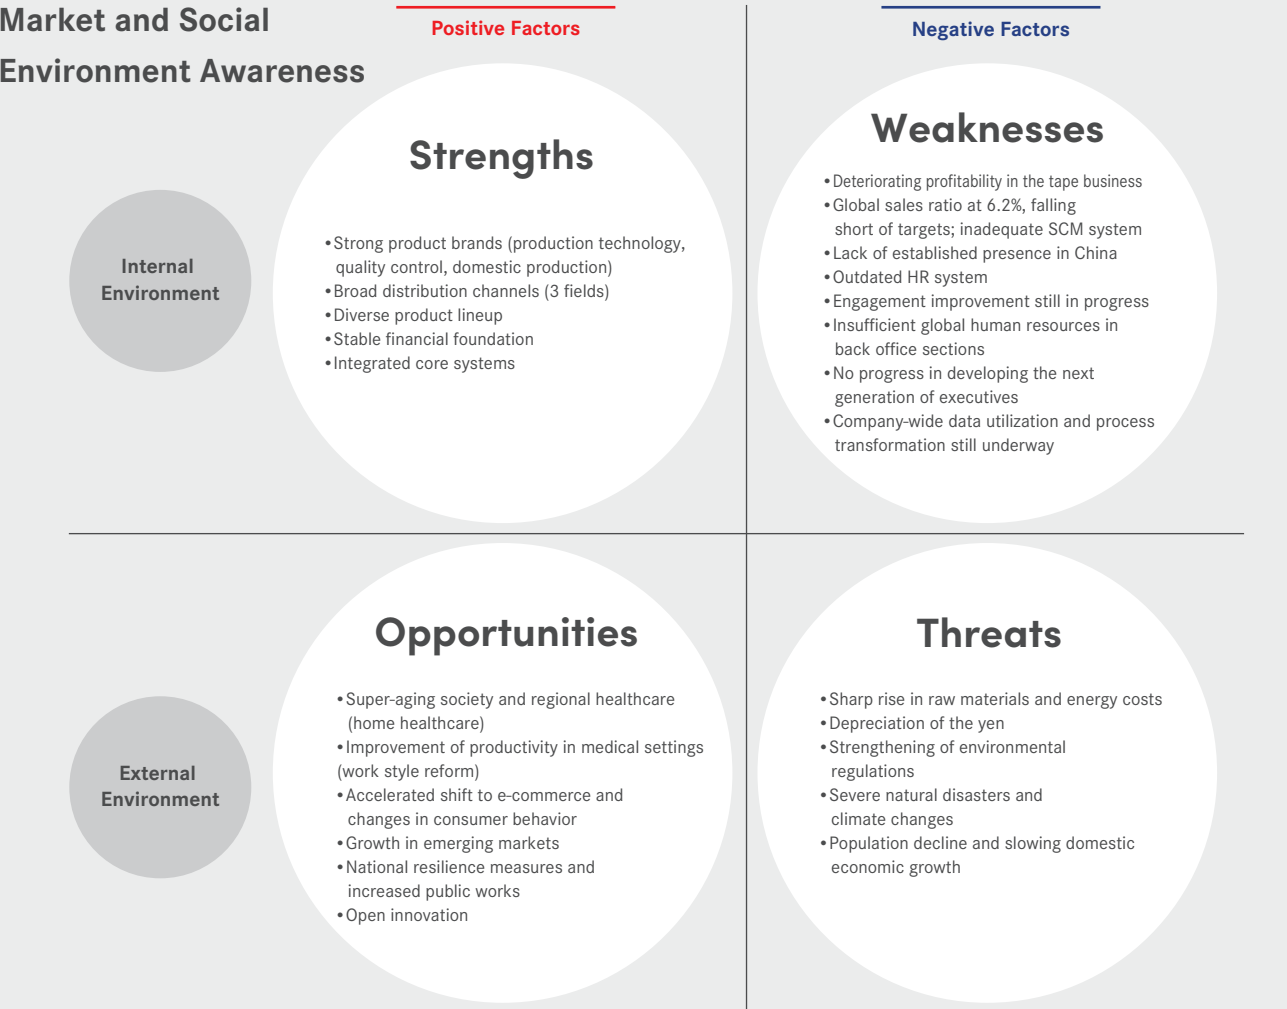 Market and Social
Environment Awareness
Positive Factors
Negative Factors
Internal
Environment
Strengths
•Strong product brands (production technology,
quality control, domestic production)
•Broad distribution channels (3 fields)
•Diverse product lineup
•Stable financial foundation
•Integrated core systems
Weaknesses
•Deteriorating profitability in the tape business
•Global sales ratio at 6.2%, falling
short of targets; inadequate SCM system
•Lack of established presence in China
•Outdated HR system
•Engagement improvement still in progress
•Insufficient global human resources in
back office sections
•No progress in developing the next
generation of executives
•Company-wide data utilization and process
transformation still underway
External
Environment
Opportunities
•Super-aging society and regional healthcare
(home healthcare)
•Improvement of productivity in medical settings
(work style reform)
•Accelerated shift to e-commerce and
changes in consumer behavior
•Growth in emerging markets
•National resilience measures and
increased public works
•Open innovation
Threats
•Sharp rise in raw materials and energy costs
•Depreciation of the yen
•Strengthening of environmental
regulations
•Severe natural disasters and
climate changes
•Population decline and slowing domestic
economic growth